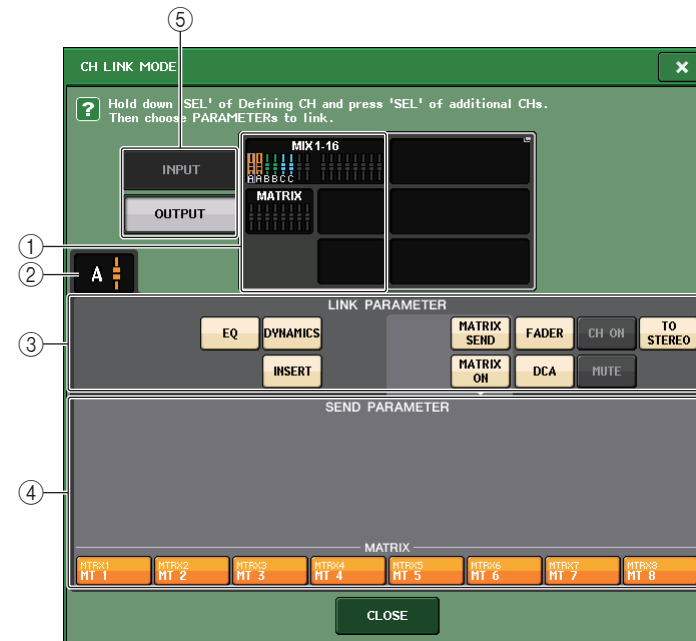 ⑤
CH LINK MODE
×
? Hold down 'SEL' of Defining CH and press 'SEL' of additional CHs.
Then choose PARAMETERs to link.
INPUT
OUTPUT
MIX1-16
AABBCC
MATRIX
①
②
A
LINK PARAMETER
③
EQ
DYNAMICS
MATRIX SEND
FADER
CH ON
TO STEREO
INSERT
MATRIX ON
DCA
MUTE
SEND PARAMETER
④
MATRIX
MTRX1 MTRX2 MTRX3 MTRX4 MTRX5 MTRX6 MTRX7 MTRX8
MT 1 MT 2 MT 3 MT 4 MT 5 MT 6 MT 7 MT 8
CLOSE